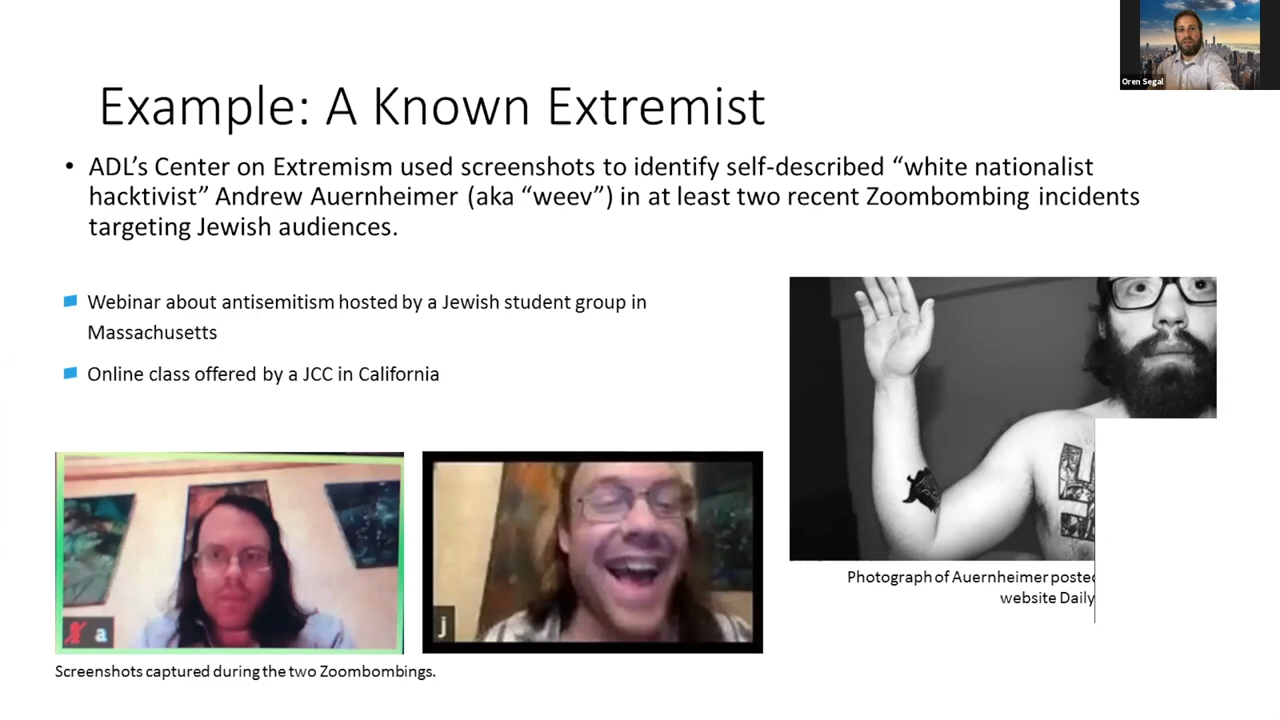 Oren Segal
Example: A Known Extremist
• ADL's Center on Extremism used screenshots to identify self-described “white nationalist
hacktivist” Andrew Auernheimer (aka “weev”) in at least two recent Zoombombing incidents
targeting Jewish audiences.
Webinar about antisemitism hosted by a Jewish student group in
Massachusetts
Online class offered by a JCC in California
a
j
Photograph of Auernheimer posted
website Daily
Screenshots captured during the two Zoombombings.